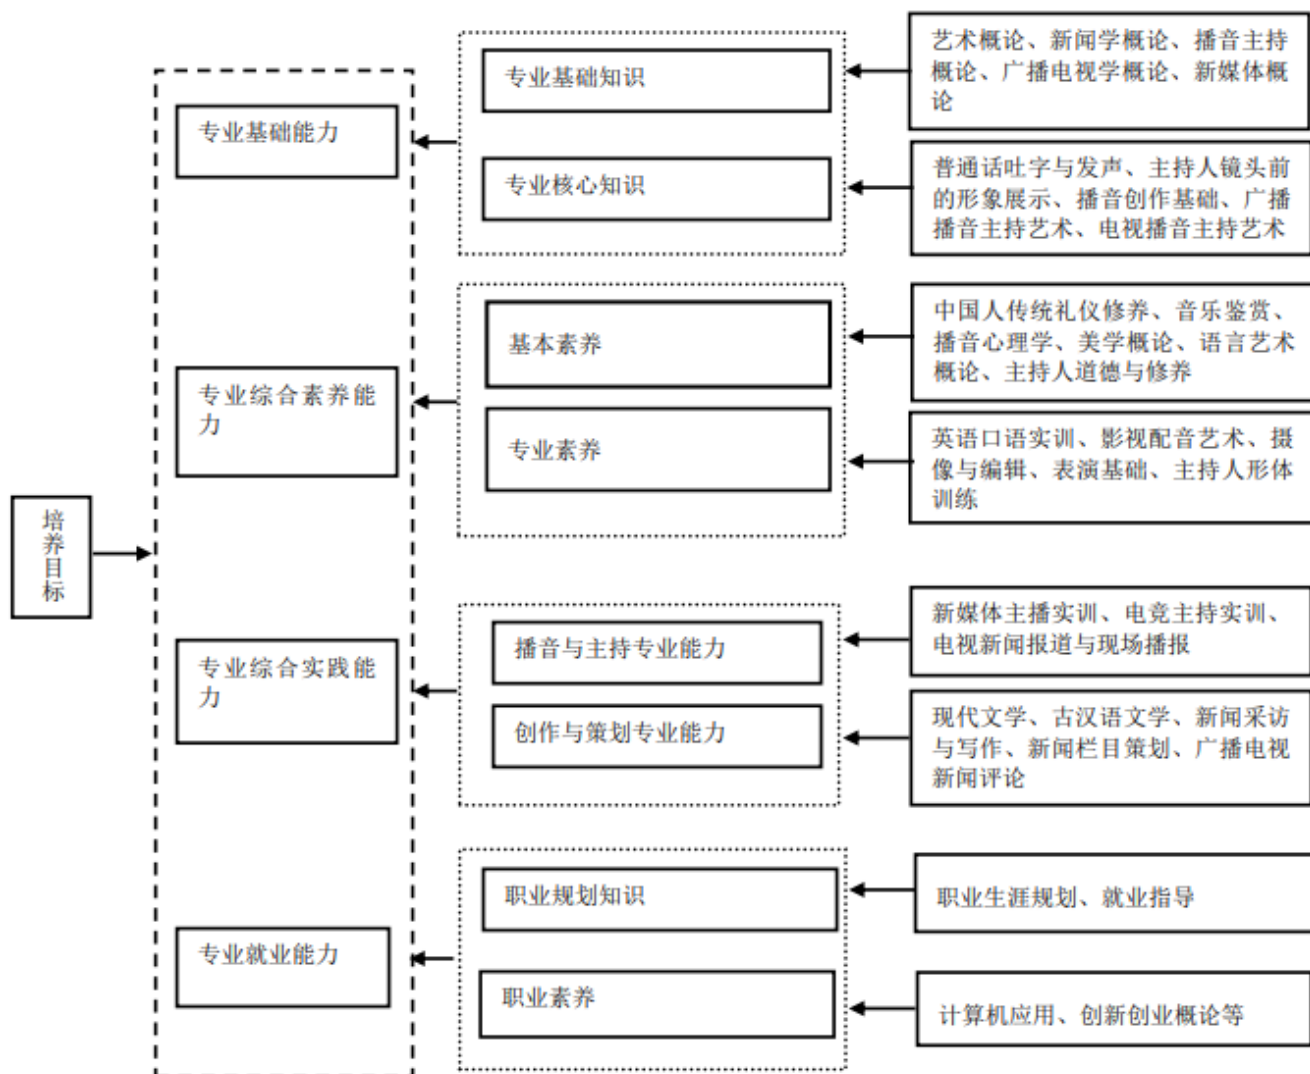 艺术概论、新闻学概论、播音主持
概论、广播电视学概论、新媒体概
论
专业基础知识
专业基础能力
专业核心知识
普通话吐字与发声、主持人镜头前
的形象展示、播音创作基础、广播
播音主持艺术、电视播音主持艺术
基本素养
中国人传统礼仪修养、音乐鉴赏、
播音心理学、美学概论、语言艺术
概论、主持人道德与修养
专业综合素养能
力
专业素养
英语口语实训、影视配音艺术、摄
像与编辑、表演基础、主持人形体
训练
培
养
目
标
播音与主持专业能力
新媒体主播实训、电竞主持实训、
电视新闻报道与现场播报
专业综合实践能
力
创作与策划专业能力
现代文学、古汉语文学、新闻采访
与写作、新闻栏目策划、广播电视
新闻评论
职业规划知识
职业生涯规划、就业指导
专业就业能力
职业素养
计算机应用、创新创业概论等